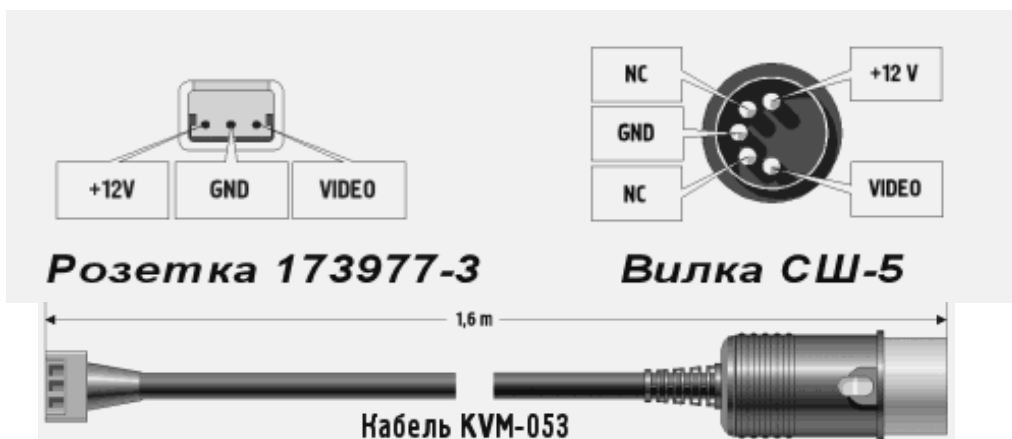 NC
+12 V
GND
+12V
GND
VIDEO
NC
VIDEO
Розетка 173977-3
Вилка СШ-5
1,6 m
Кабель KVM-053